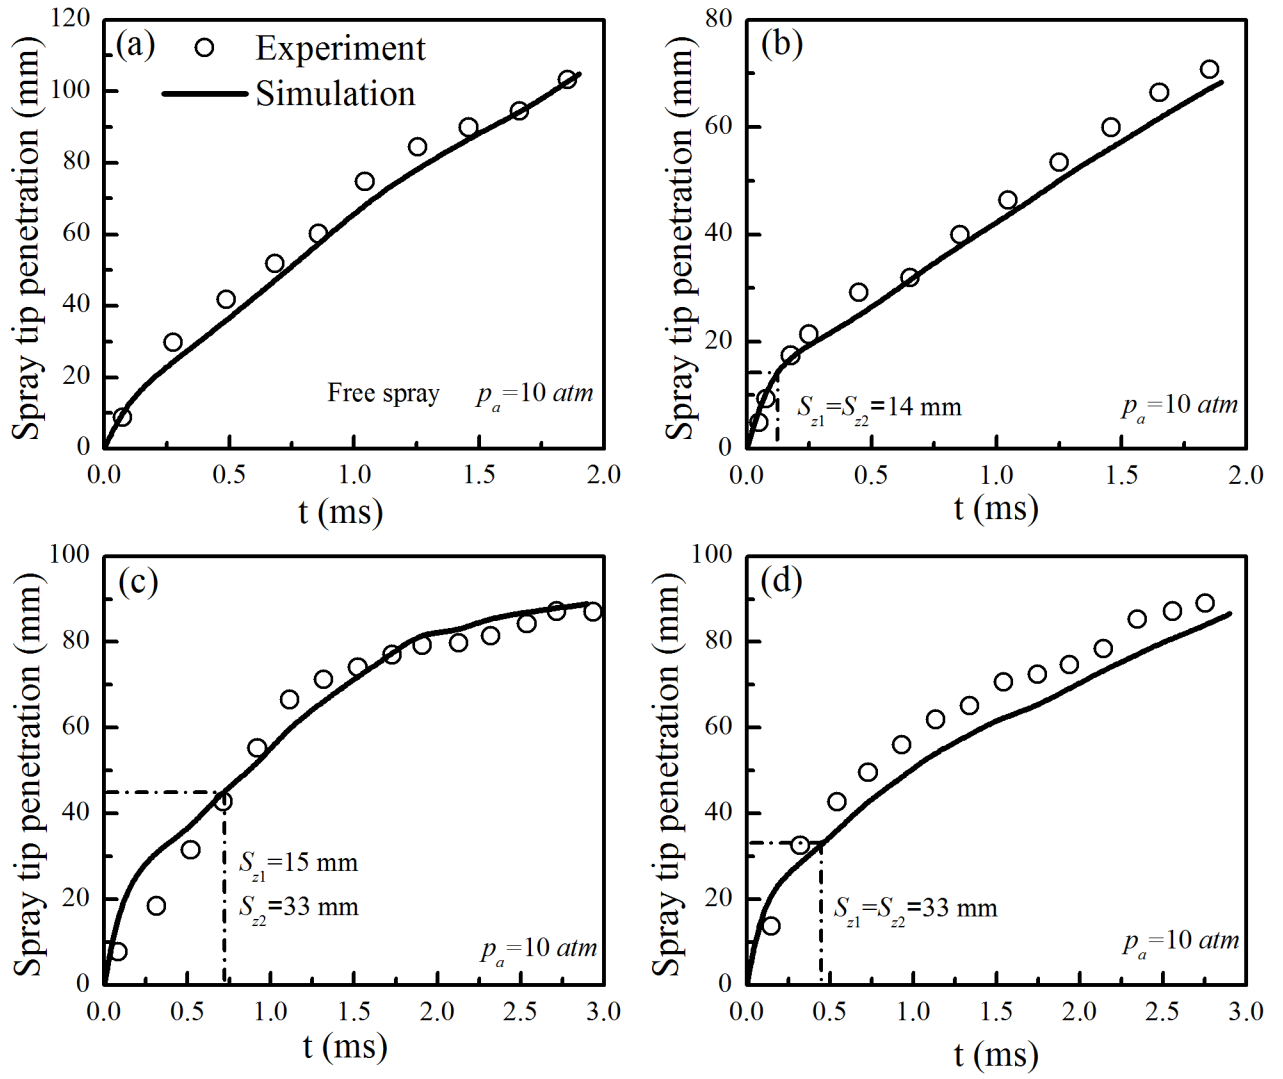 (a)
Experiment
Simulation
Spray tip penetration (mm)
120
100
80
60
40
20
0
Free spray
pa=10 atm
0.0 0.5 1.0 1.5 2.0
t (ms)
(b)
Spray tip penetration (mm)
80
60
40
20
0
Sz1=Sz2=14 mm
pa=10 atm
0.0 0.5 1.0 1.5 2.0
t (ms)
(c)
Spray tip penetration (mm)
100
80
60
40
20
0
Sz1=15 mm
Sz2=33 mm
pa=10 atm
0.0 0.5 1.0 1.5 2.0 2.5 3.0
t (ms)
(d)
Spray tip penetration (mm)
100
80
60
40
20
0
Sz1=Sz2=33 mm
pa=10 atm
0.0 0.5 1.0 1.5 2.0 2.5 3.0
t (ms)